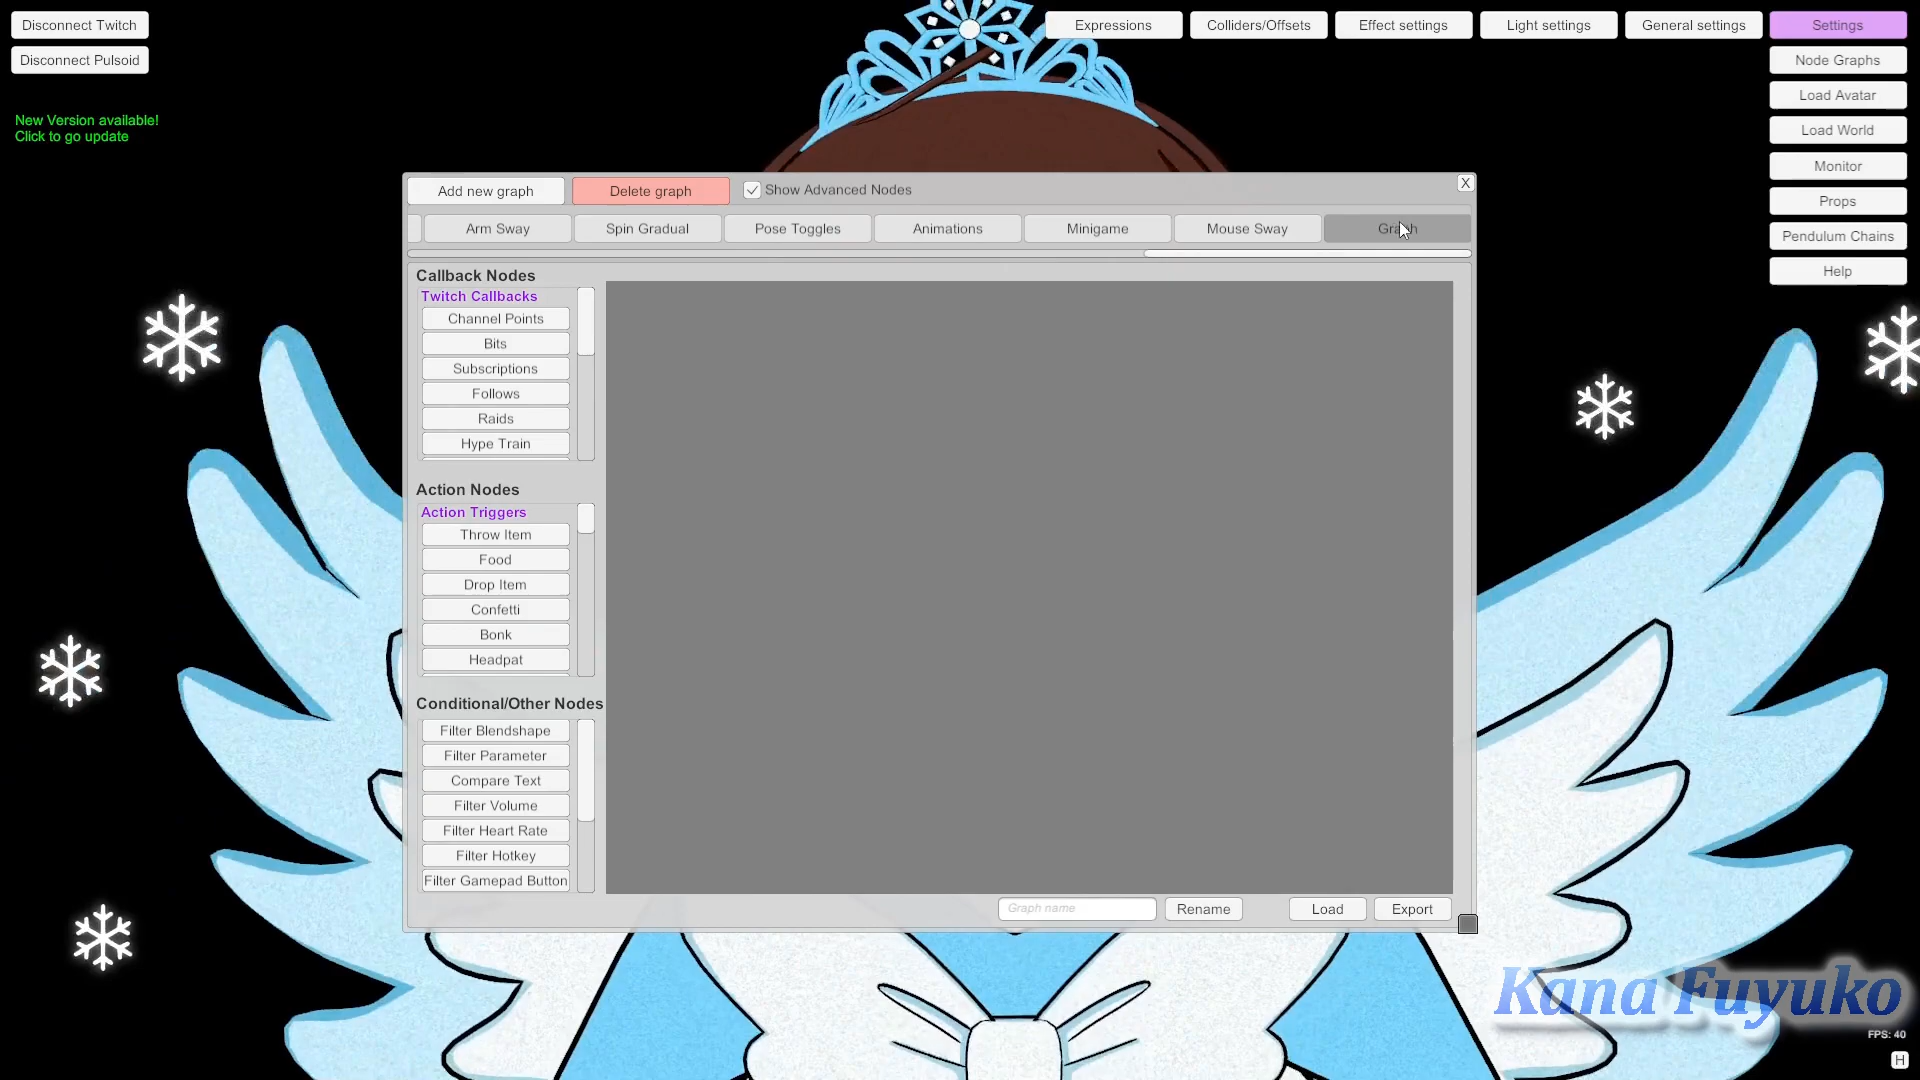 Disconnect Twitch
Disconnect Pulsoid
New Version available!
Click to go update
Expressions
Colliders/Offsets
Effect settings
Light settings
General settings
Settings
Node Graphs
Load Avatar
Load World
Monitor
Props
Pendulum Chains
Help
Add new graph
Delete graph
Show Advanced Nodes
X
Arm Sway
Spin Gradual
Pose Toggles
Animations
Minigame
Mouse Sway
Graph
Callback Nodes
Twitch Callbacks
Channel Points
Bits
Subscriptions
Follows
Raids
Hype Train
Action Nodes
Action Triggers
Throw Item
Food
Drop Item
Confetti
Bonk
Headpat
Conditional/Other Nodes
Filter Blendshape
Filter Parameter
Compare Text
Filter Volume
Filter Heart Rate
Filter Hotkey
Filter Gamepad Button
Graph name
Rename
Load
Export
Kana Fuyuko
FPS: 40
H